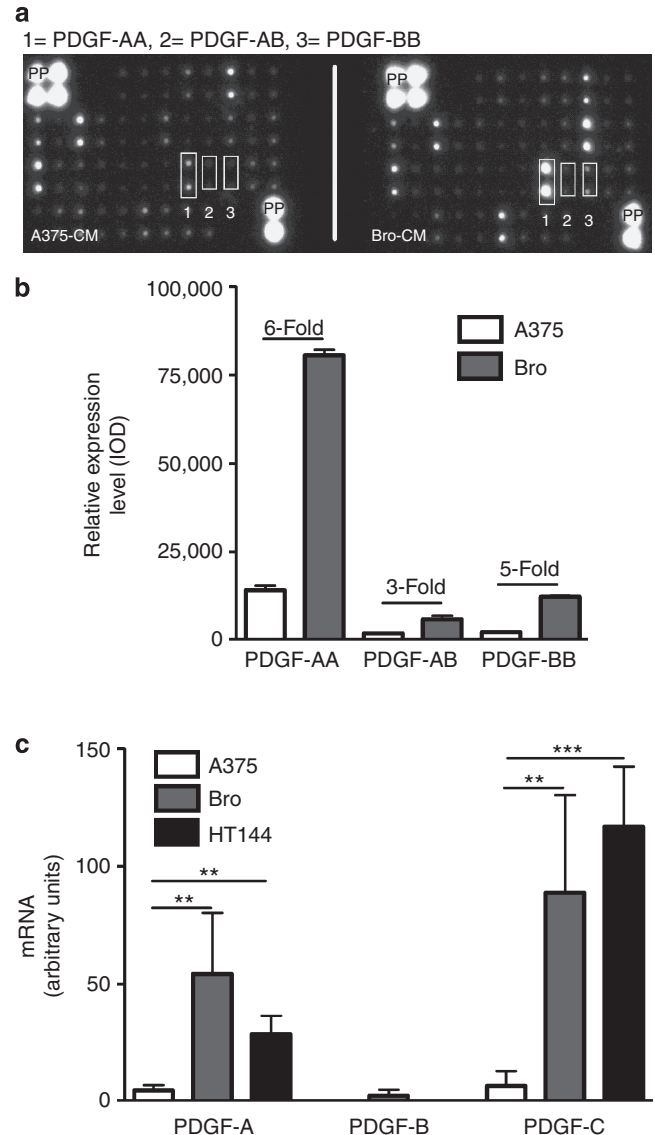 a
1= PDGF-AA, 2= PDGF-AB, 3= PDGF-BB
PP
PP
1 2 3
PP
A375-CM
1 2 3
PP
Bro-CM
b
100,000
75,000
50,000
25,000
0
Relative expression
level (IOD)
6-Fold
3-Fold
5-Fold
A375
Bro
PDGF-AA PDGF-AB PDGF-BB
c
150
100
50
0
mRNA
(arbitrary units)
A375
Bro
HT144
**
**
***
**
PDGF-A PDGF-B PDGF-C